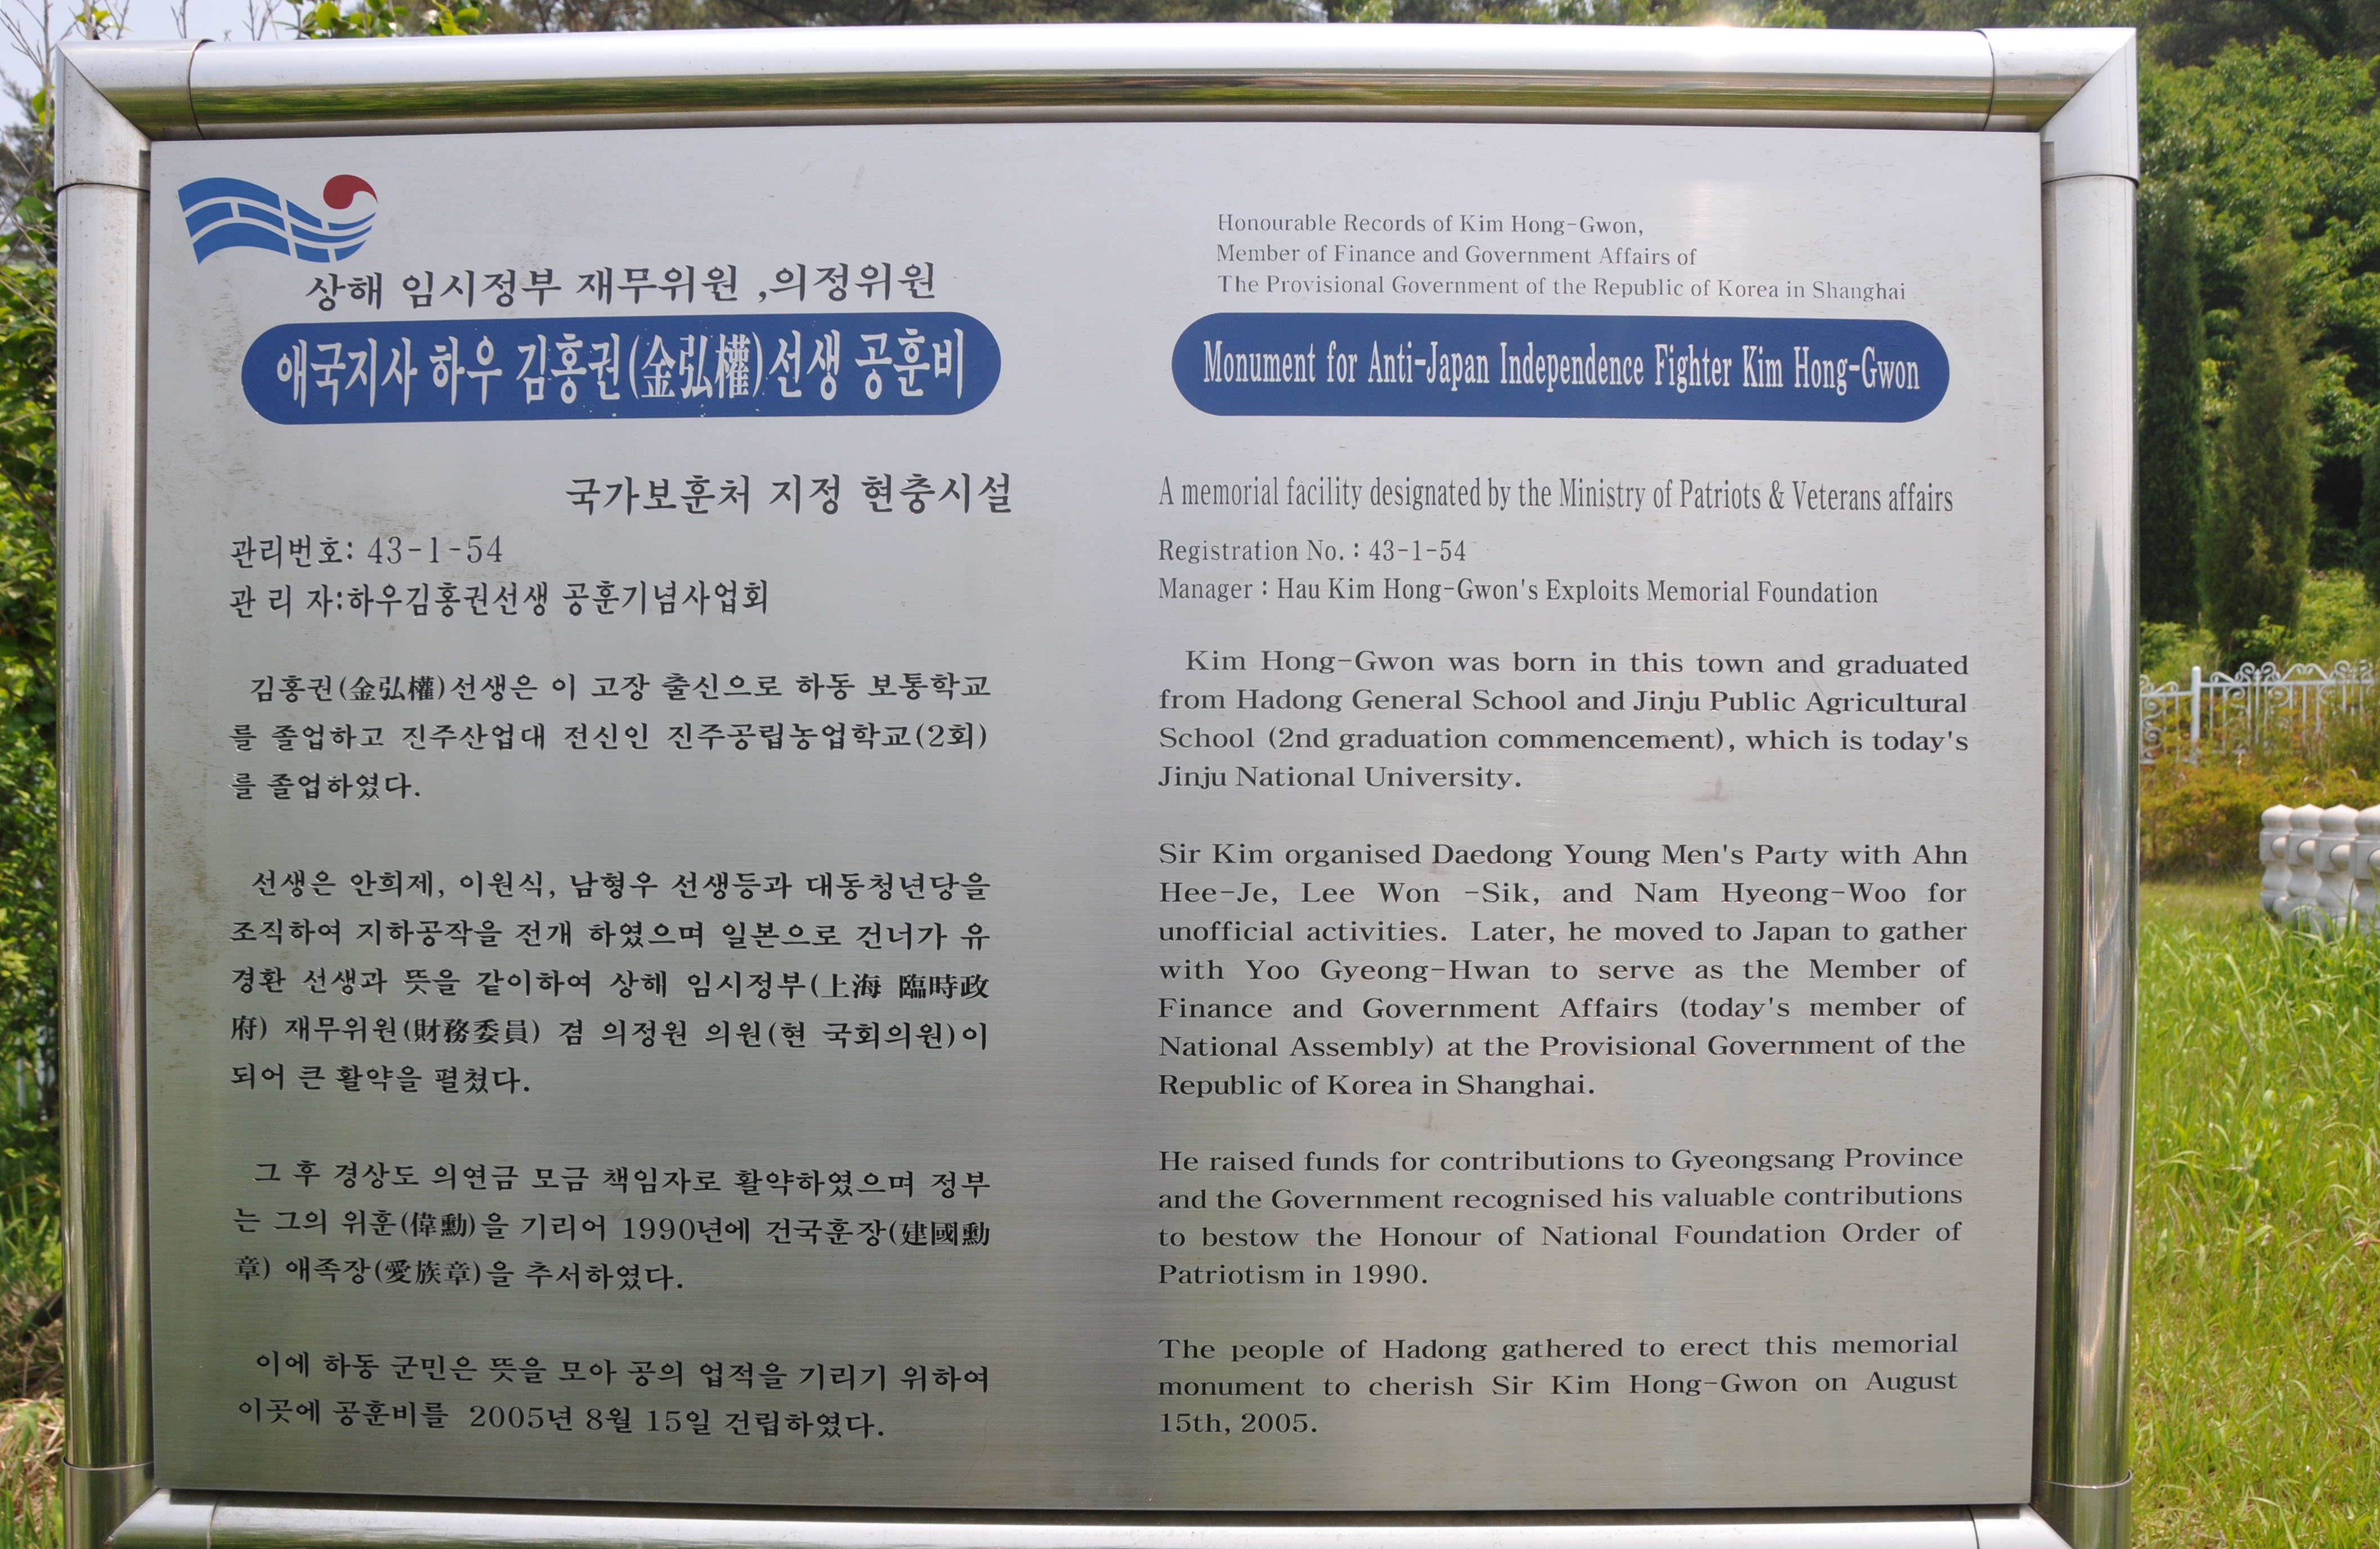 상해 임시정부 재무위원 ,의정위원
애국지사 하우 김홍권(金弘權)선생 공훈비
국가보훈처 지정 현충시설
관리번호: 43-1-54
관 리 자:하우김홍권선생 공훈기념사업회
김홍권(金弘權)선생은 이 고장 출신으로 하동 보통학교
를 졸업하고 진주산업대 전신인 진주공립농업학교(2회)
를 졸업하였다.
선생은 안희제, 이원식, 남형우 선생등과 대동청년당을
조직하여 지하공작을 전개 하였으며 일본으로 건너가 유
경환 선생과 뜻을 같이하여 상해 임시정부(上海 臨時政
府) 재무위원(財務委員) 겸 의정원 의원(현 국회의원)이
되어 큰 활약을 펼쳤다.
그 후 경상도 의연금 모금 책임자로 활약하였으며 정부
는 그의 위훈(偉勳)을 기리어 1990년에 건국훈장(建國勳
章) 애족장(愛族章)을 추서하였다.
이에 하동 군민은 뜻을 모아 공의 업적을 기리기 위하여
이곳에 공훈비를 2005년 8월 15일 건립하였다.
Honourable Records of Kim Hong-Gwon,
Member of Finance and Government Affairs of
The Provisional Government of the Republic of Korea in Shanghai
Monument for Anti-Japan Independence Fighter Kim Hong-Gwon
A memorial facility designated by the Ministry of Patriots & Veterans affairs
Registration No. : 43-1-54
Manager : Hau Kim Hong-Gwon's Exploits Memorial Foundation
Kim Hong-Gwon was born in this town and graduated
from Hadong General School and Jinju Public Agricultural
School (2nd graduation commencement), which is today's
Jinju National University.
Sir Kim organised Daedong Young Men's Party with Ahn
Hee-Je, Lee Won -Sik, and Nam Hyeong-Woo for
unofficial activities. Later, he moved to Japan to gather
with Yoo Gyeong-Hwan to serve as the Member of
Finance and Government Affairs (today's member of
National Assembly) at the Provisional Government of the
Republic of Korea in Shanghai.
He raised funds for contributions to Gyeongsang Province
and the Government recognised his valuable contributions
to bestow the Honour of National Foundation Order of
Patriotism in 1990.
The people of Hadong gathered to erect this memorial
monument to cherish Sir Kim Hong-Gwon on August
15th, 2005.